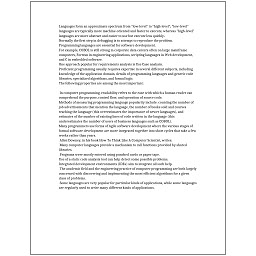 Languages form an approximate spectrum from "low-level" to "high-level"; "low-level"
languages are typically more machine-oriented and faster to execute, whereas "high-level"
languages are more abstract and easier to use but execute less quickly.
Normally the first step in debugging is to attempt to reproduce the problem.
Programming languages are essential for software development.
For example, COBOL is still strong in corporate data centers often on large mainframe
computers, Fortran in engineering applications, scripting languages in Web development,
and C in embedded software.
One approach popular for requirements analysis is Use Case analysis.
Proficient programming usually requires expertise in several different subjects, including
knowledge of the application domain, details of programming languages and generic code
libraries, specialized algorithms, and formal logic.
The following properties are among the most important:

In computer programming, readability refers to the ease with which a human reader can
comprehend the purpose, control flow, and operation of source code.
Methods of measuring programming language popularity include: counting the number of
job advertisements that mention the language, the number of books sold and courses
teaching the language (this overestimates the importance of newer languages), and
estimates of the number of existing lines of code written in the language (this
underestimates the number of users of business languages such as COBOL).
Many programmers use forms of Agile software development where the various stages of
formal software development are more integrated together into short cycles that take a few
weeks rather than years.
Allen Downey, in his book How To Think Like A Computer Scientist, writes:
Many computer languages provide a mechanism to call functions provided by shared
libraries.
Programs were mostly entered using punched cards or paper tape.
Use of a static code analysis tool can help detect some possible problems.
Integrated development environments (IDEs) aim to integrate all such help.
The academic field and the engineering practice of computer programming are both largely
concerned with discovering and implementing the most efficient algorithms for a given
class of problems.
Some languages are very popular for particular kinds of applications, while some languages
are regularly used to write many different kinds of applications.